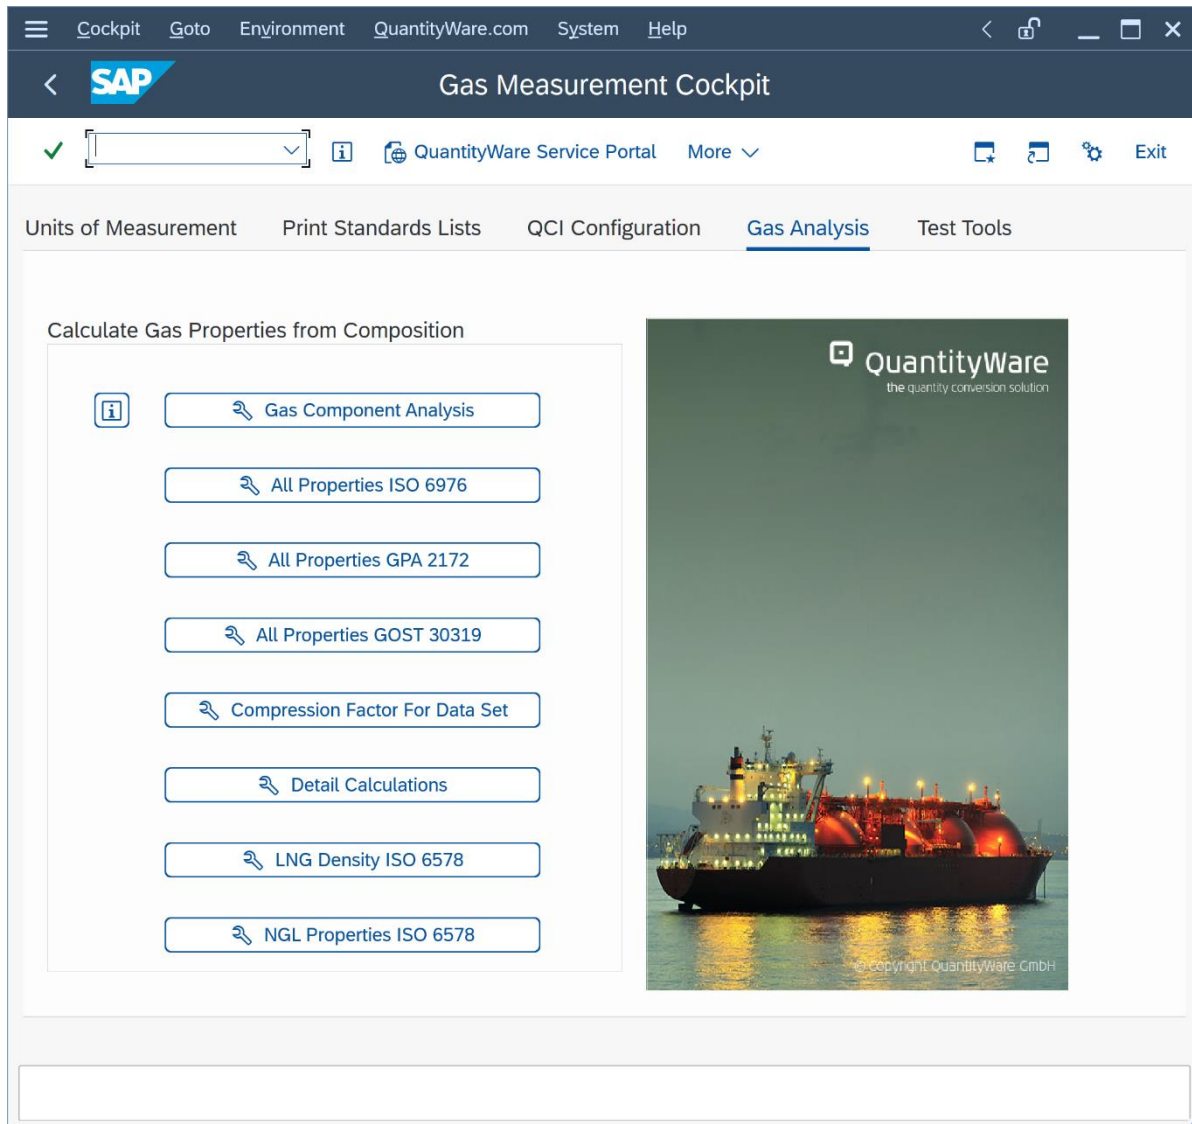 Cockpit Goto Environment QuantityWare.com System Help
SAP Gas Measurement Cockpit
QuantityWare Service Portal More Exit
Units of Measurement Print Standards Lists QCI Configuration Gas Analysis Test Tools
Calculate Gas Properties from Composition
Gas Component Analysis
All Properties ISO 6976
All Properties GPA 2172
All Properties GOST 30319
Compression Factor For Data Set
Detail Calculations
LNG Density ISO 6578
NGL Properties ISO 6578
QuantityWare
the quantity conversion solution
© Copyright QuantityWare GmbH